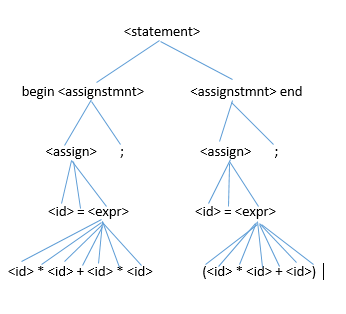 <statement>
begin <assignstmnt> <assignstmnt> end
<assign> ; <assign> ;
<id> = <expr> <id> = <expr>
<id> * <id> + <id> * <id> (<id> * <id> + <id>)